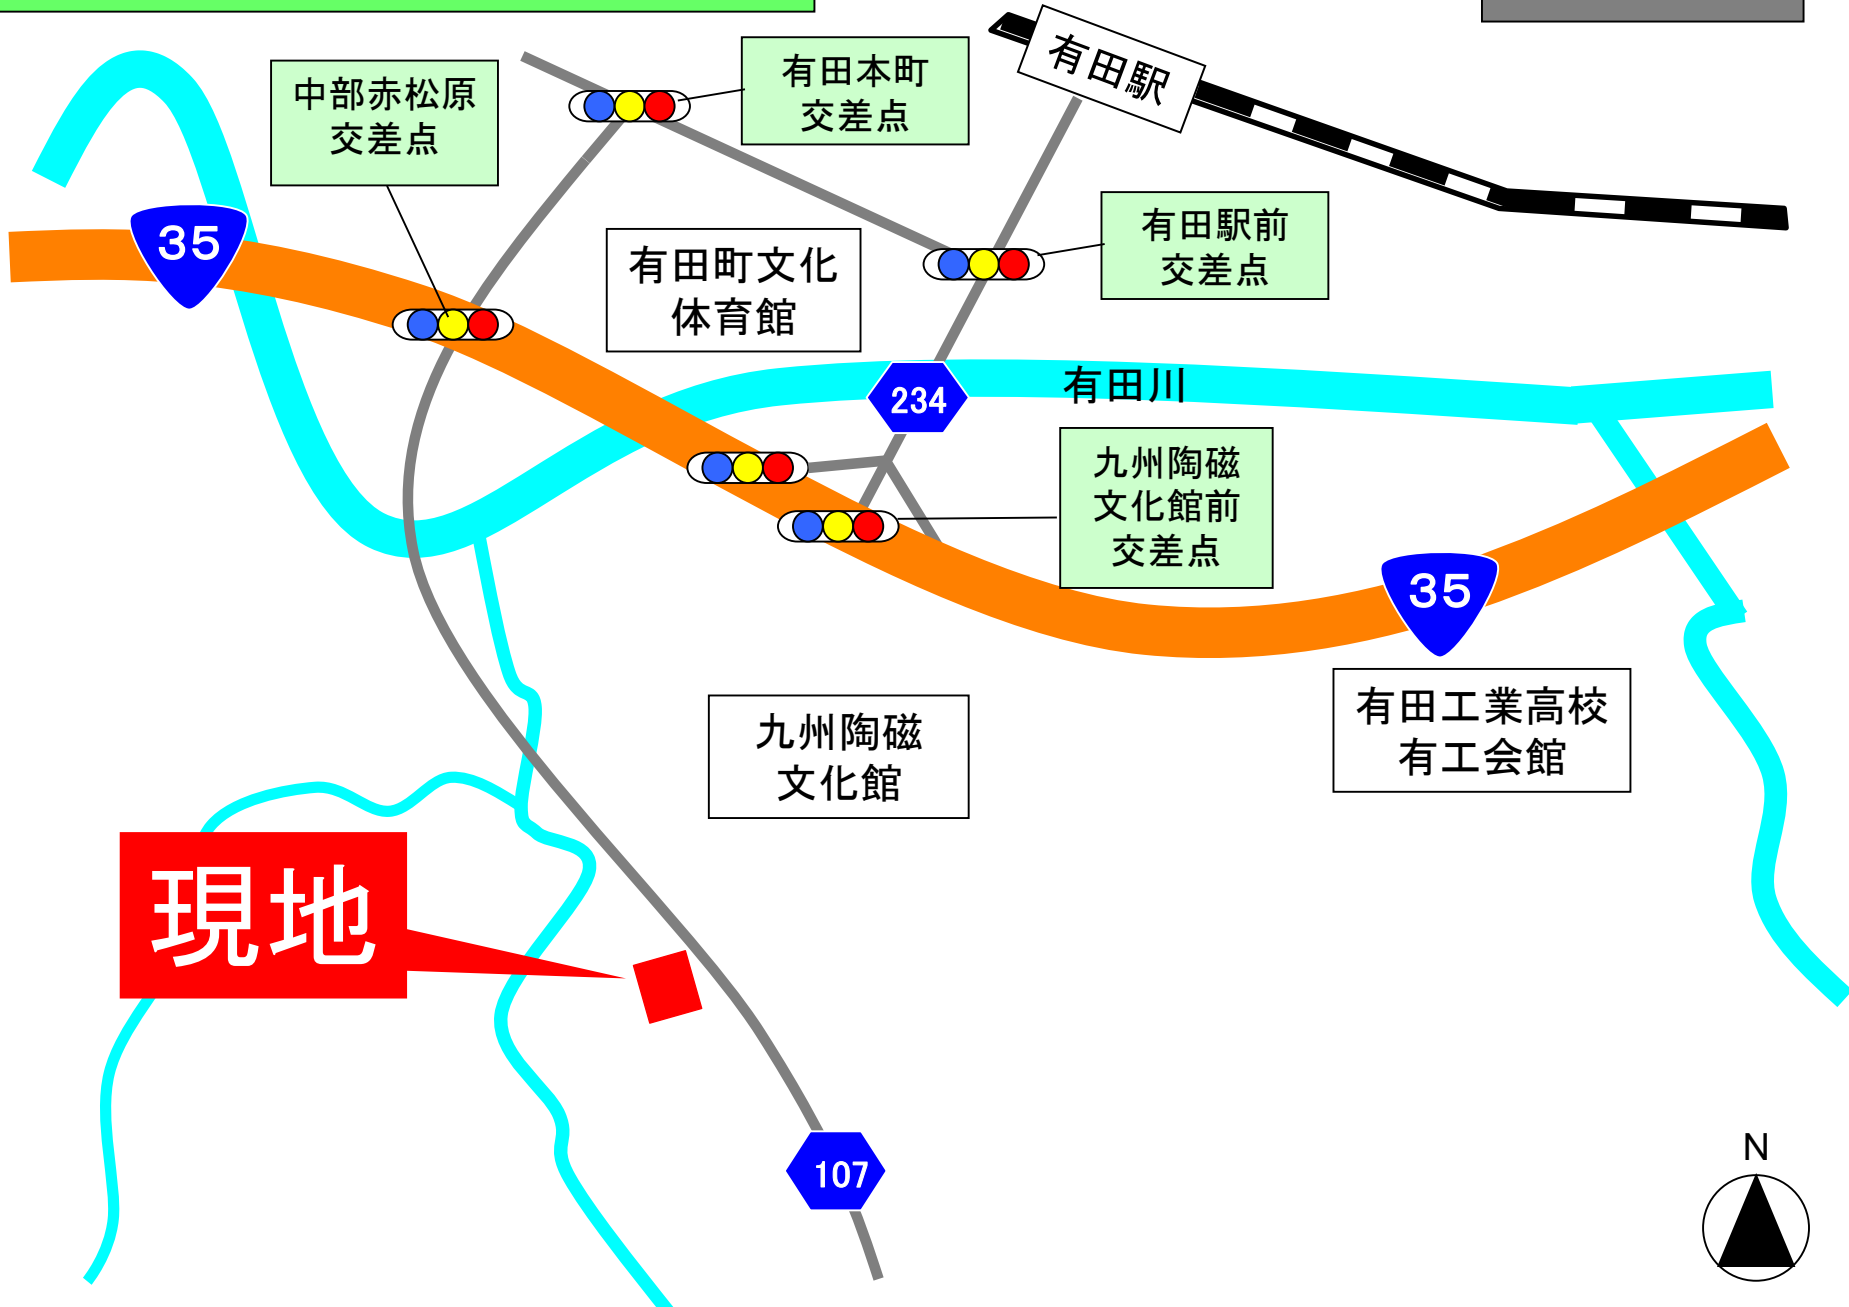 有田駅
有田本町
交差点
中部赤松原
交差点
有田駅前
交差点
35
有田町文化
体育館
234
有田川
九州陶磁
文化館前
交差点
35
有田工業高校
有工会館
九州陶磁
文化館
現地
107
N